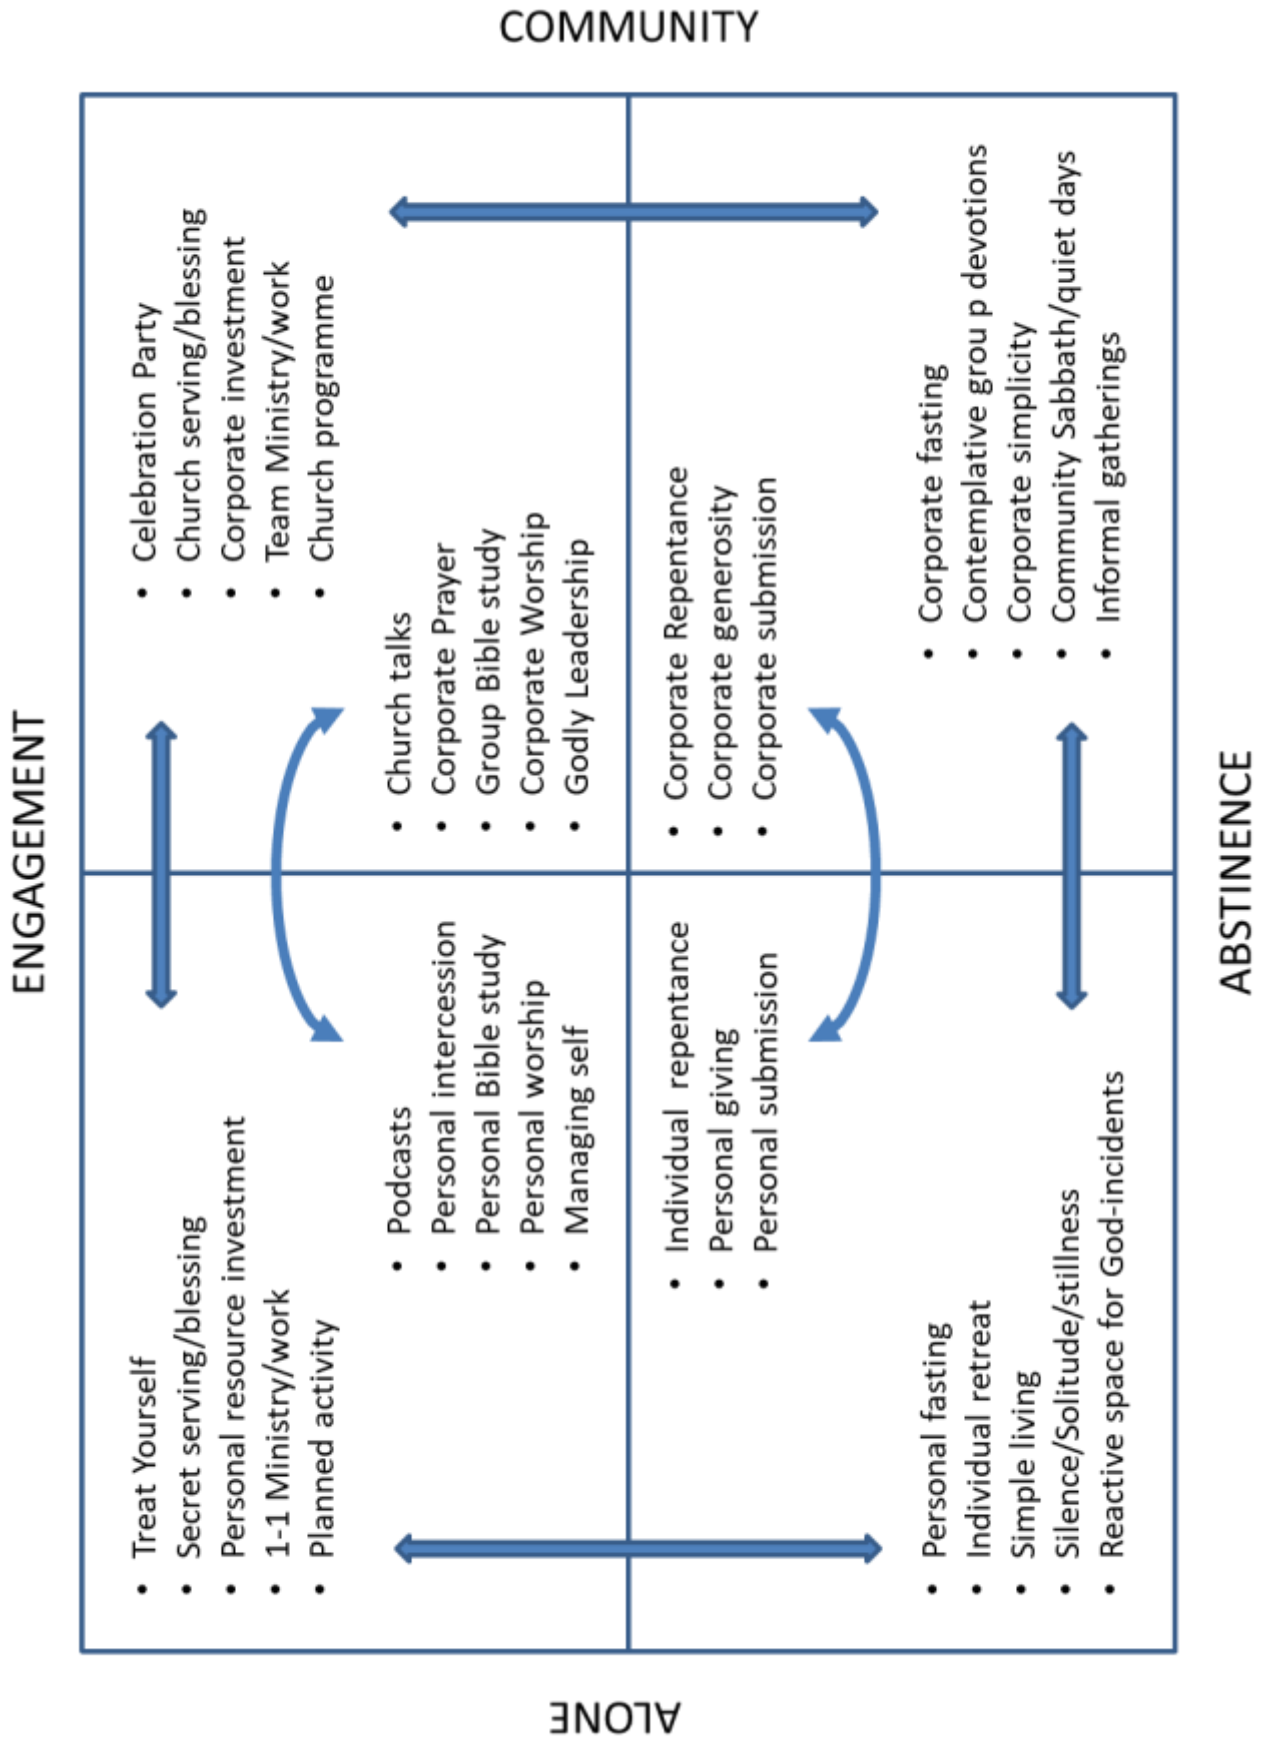 ENGAGEMENT
COMMUNITY
ALONE
ABSTINENCE
• Treat Yourself
• Secret serving/blessing
• Personal resource investment
• 1-1 Ministry/work
• Planned activity
• Podcasts
• Personal intercession
• Personal Bible study
• Personal worship
• Managing self
• Celebration Party
• Church serving/blessing
• Corporate investment
• Team Ministry/work
• Church programme
• Church talks
• Corporate Prayer
• Group Bible study
• Corporate Worship
• Godly Leadership
• Individual repentance
• Personal giving
• Personal submission
• Personal fasting
• Individual retreat
• Simple living
• Silence/Solitude/stillness
• Reactive space for God-incidents
• Corporate Repentance
• Corporate generosity
• Corporate submission
• Corporate fasting
• Contemplative grou p devotions
• Corporate simplicity
• Community Sabbath/quiet days
• Informal gatherings